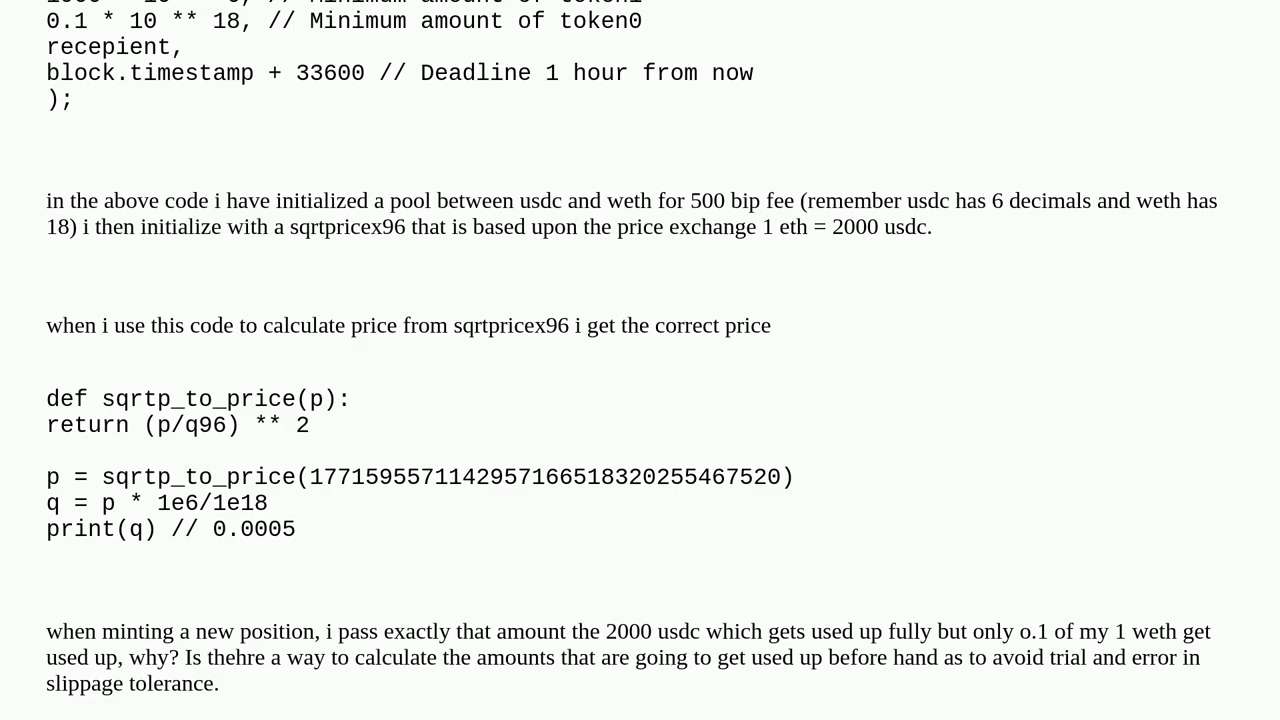 0.1 * 10 ** 18, // Minimum amount of token0
recepient,
block.timestamp + 33600 // Deadline 1 hour from now
);
in the above code i have initialized a pool between usdc and weth for 500 bip fee (remember usdc has 6 decimals and weth has
18) i then initialize with a sqrtpricex96 that is based upon the price exchange 1 eth = 2000 usdc.
when i use this code to calculate price from sqrtpricex96 i get the correct price
def sqrtp_to_price(p):
return (p/q96) ** 2
p = sqrtp_to_price(1771595571142957166518320255467520)
q = p * 1e6/1e18
print(q) // 0.0005
when minting a new position, i pass exactly that amount the 2000 usdc which gets used up fully but only o.1 of my 1 weth get
used up, why? Is thehre a way to calculate the amounts that are going to get used up before hand as to avoid trial and error in
slippage tolerance.